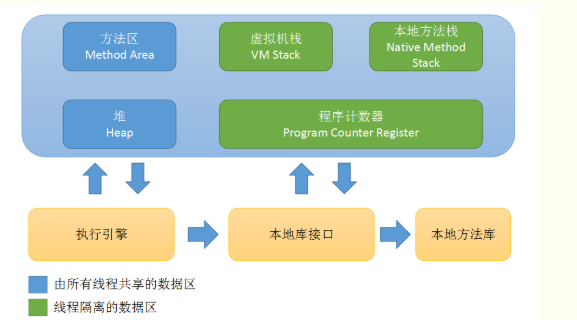 方法区
Method Area
虚拟机栈
VM Stack
本地方法栈
Native Method
Stack
堆
Heap
程序计数器
Program Counter Register
执行引擎
本地库接口
本地方法库
由所有线程共享的数据区
线程隔离的数据区